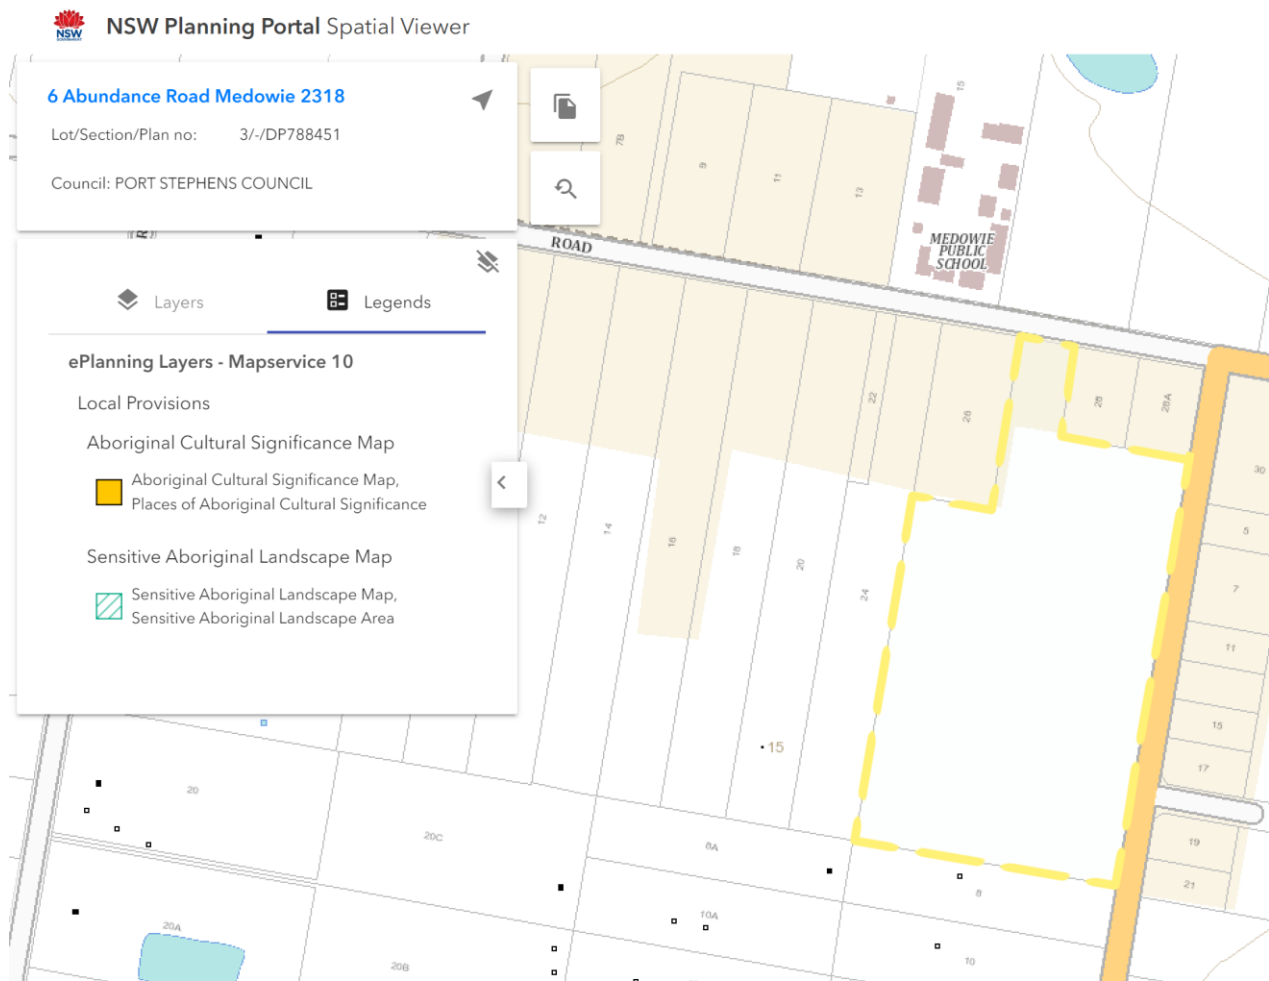 NSW
GOVERNMENT
NSW Planning Portal Spatial Viewer
6 Abundance Road Medowie 2318
Lot/Section/Plan no: 3/-/DP788451
Council: PORT STEPHENS COUNCIL
Layers
Legends
ePlanning Layers - Mapservice 10
Local Provisions
Aboriginal Cultural Significance Map
Aboriginal Cultural Significance Map,
Places of Aboriginal Cultural Significance
Sensitive Aboriginal Landscape Map
Sensitive Aboriginal Landscape Map,
Sensitive Aboriginal Landscape Area
R
ROAD
7B
9
11
13
15
MEDOWIE
PUBLIC
SCHOOL
22
26
28
28A
30
12
14
16
18
20
24
5
7
11
15
17
19
21
15
20
20C
8A
8
10A
10
20A
20B